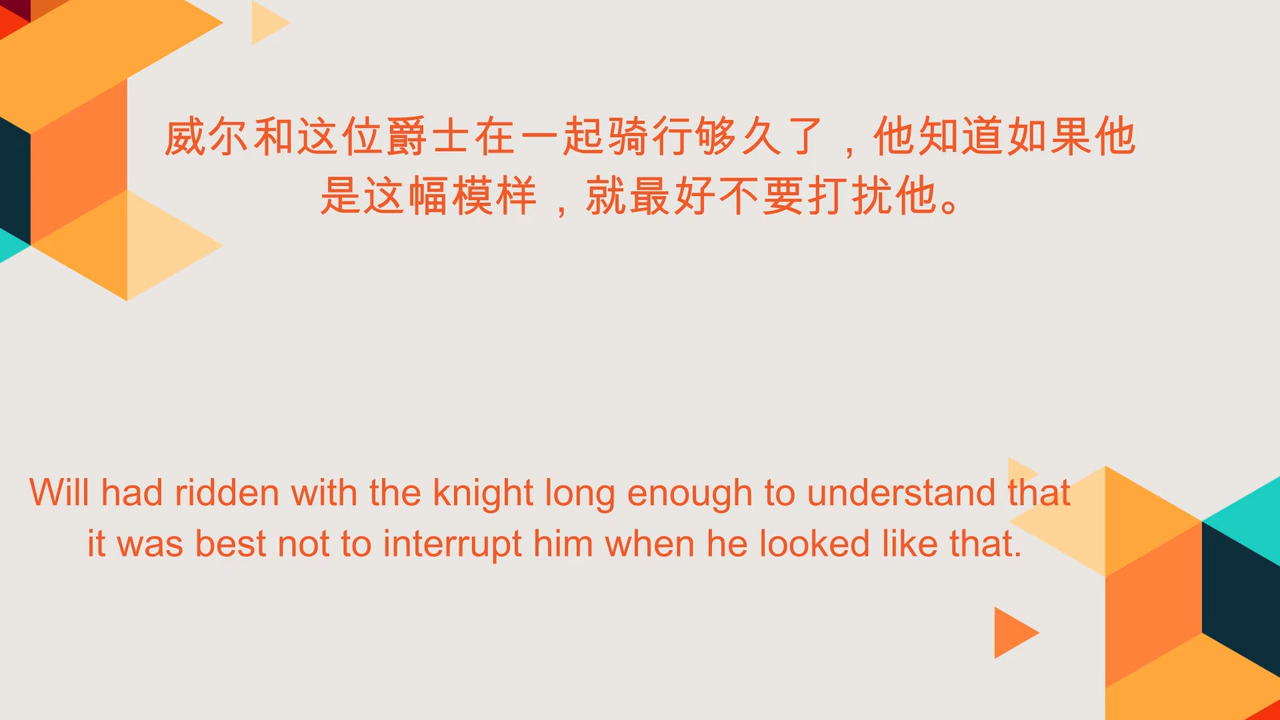 威尔和这位爵士在一起骑行够久了，他知道如果他
是这幅模样，就最好不要打扰他。
Will had ridden with the knight long enough to understand that
it was best not to interrupt him when he looked like that.